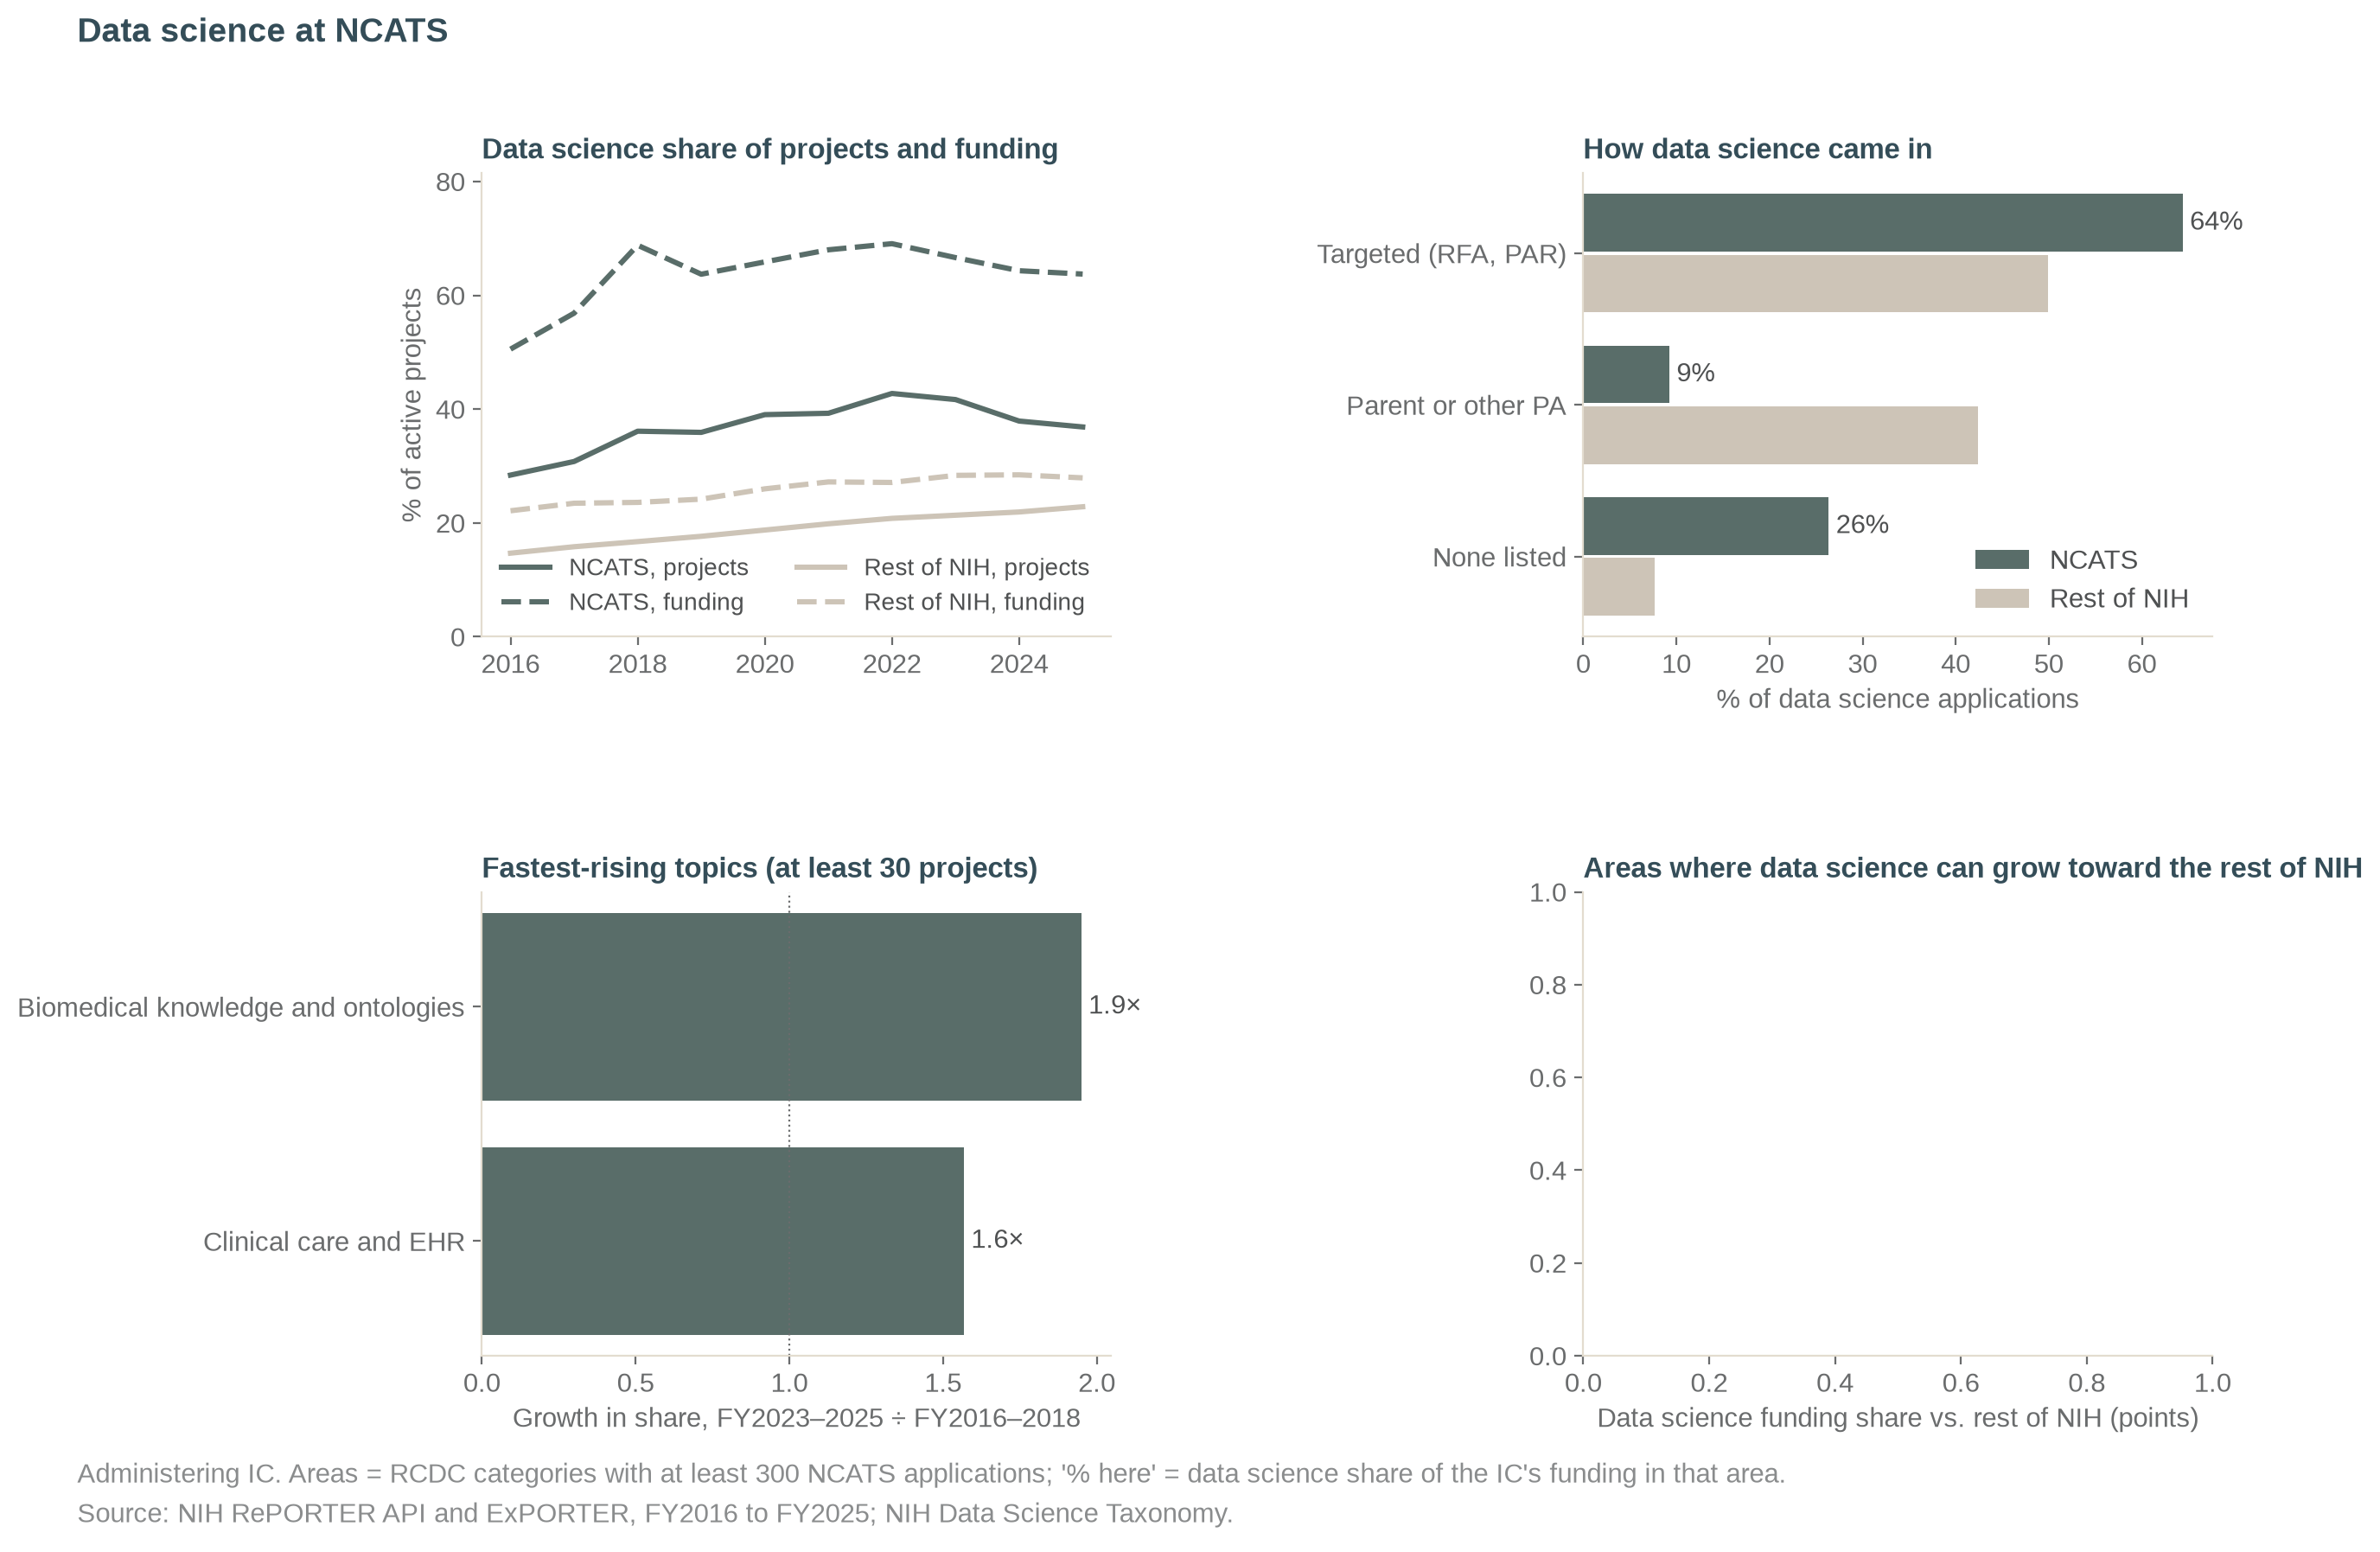 Data science at NCATS
Data science share of projects and funding
% of active projects
80
60
40
20
0
2016 2018 2020 2022 2024
NCATS, projects
NCATS, funding
Rest of NIH, projects
Rest of NIH, funding
How data science came in
Targeted (RFA, PAR)
Parent or other PA
None listed
64%
9%
26%
NCATS
Rest of NIH
0 10 20 30 40 50 60
% of data science applications
Fastest-rising topics (at least 30 projects)
Biomedical knowledge and ontologies
1.9×
Clinical care and EHR
1.6×
0.0 0.5 1.0 1.5 2.0
Growth in share, FY2023–2025 ÷ FY2016–2018
Areas where data science can grow toward the rest of NIH
1.0
0.8
0.6
0.4
0.2
0.0
0.0 0.2 0.4 0.6 0.8 1.0
Data science funding share vs. rest of NIH (points)
Administering IC. Areas = RCDC categories with at least 300 NCATS applications; '% here' = data science share of the IC's funding in that area.
Source: NIH RePORTER API and ExPORTER, FY2016 to FY2025; NIH Data Science Taxonomy.